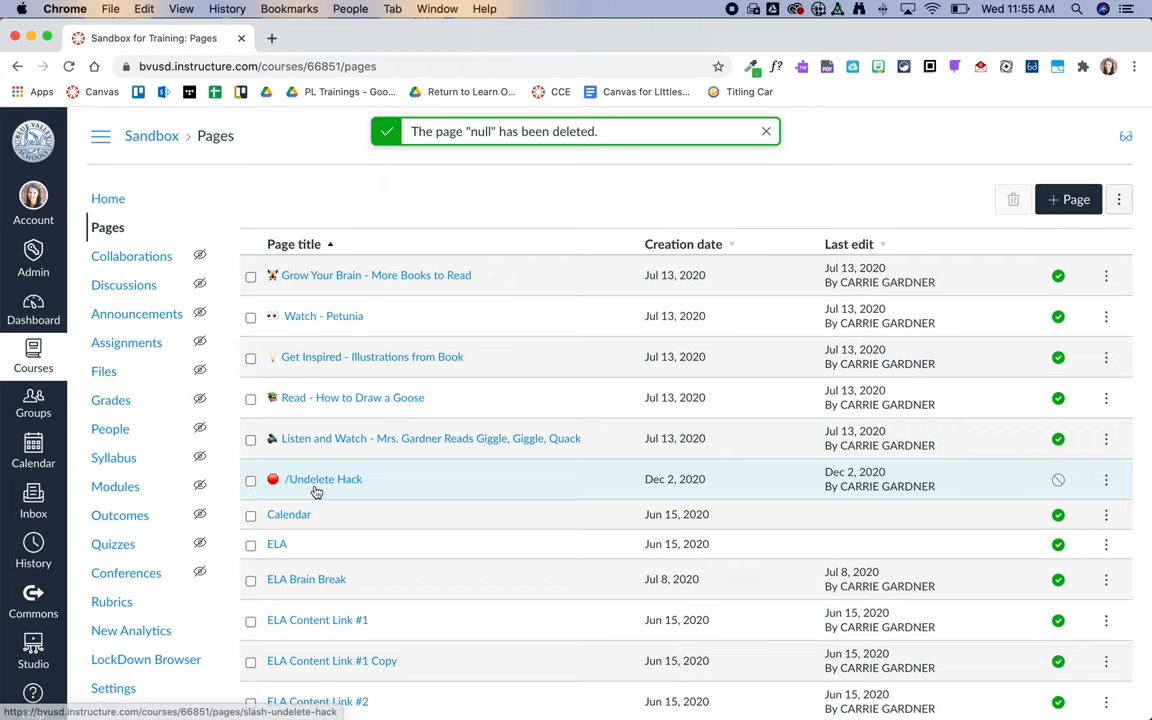 Chrome File Edit View History Bookmarks People Tab Window Help Wed 11:55 AM
Sandbox for Training: Pages
bvusd.instructure.com/courses/66851/pages
Apps Canvas PL Trainings - Goo... Return to Learn O... CCE Canvas for LIttles... Titling Car
Sandbox › Pages
The page "null" has been deleted.
Account
Admin
Dashboard
Courses
Groups
Calendar
Inbox
History
Commons
Studio
Home
Pages
Collaborations
Discussions
Announcements
Assignments
Files
Grades
People
Syllabus
Modules
Outcomes
Quizzes
Conferences
Rubrics
New Analytics
LockDown Browser
Settings
+ Page
Page title Creation date Last edit
Grow Your Brain - More Books to Read Jul 13, 2020 Jul 13, 2020
By CARRIE GARDNER
Watch - Petunia Jul 13, 2020 Jul 13, 2020
By CARRIE GARDNER
Get Inspired - Illustrations from Book Jul 13, 2020 Jul 13, 2020
By CARRIE GARDNER
Read - How to Draw a Goose Jul 13, 2020 Jul 13, 2020
By CARRIE GARDNER
Listen and Watch - Mrs. Gardner Reads Giggle, Giggle, Quack Jul 13, 2020 Jul 13, 2020
By CARRIE GARDNER
/Undelete Hack Dec 2, 2020 Dec 2, 2020
By CARRIE GARDNER
Calendar Jun 15, 2020
ELA Jun 15, 2020
ELA Brain Break Jul 8, 2020 Jul 8, 2020
By CARRIE GARDNER
ELA Content Link #1 Jun 15, 2020 Jun 15, 2020
By CARRIE GARDNER
ELA Content Link #1 Copy Jun 15, 2020 Jun 15, 2020
By CARRIE GARDNER
ELA Content Link #2 Jun 15, 2020 Jun 15, 2020
By CARRIE GARDNER
https://bvusd.instructure.com/courses/66851/pages/slash-undelete-hack